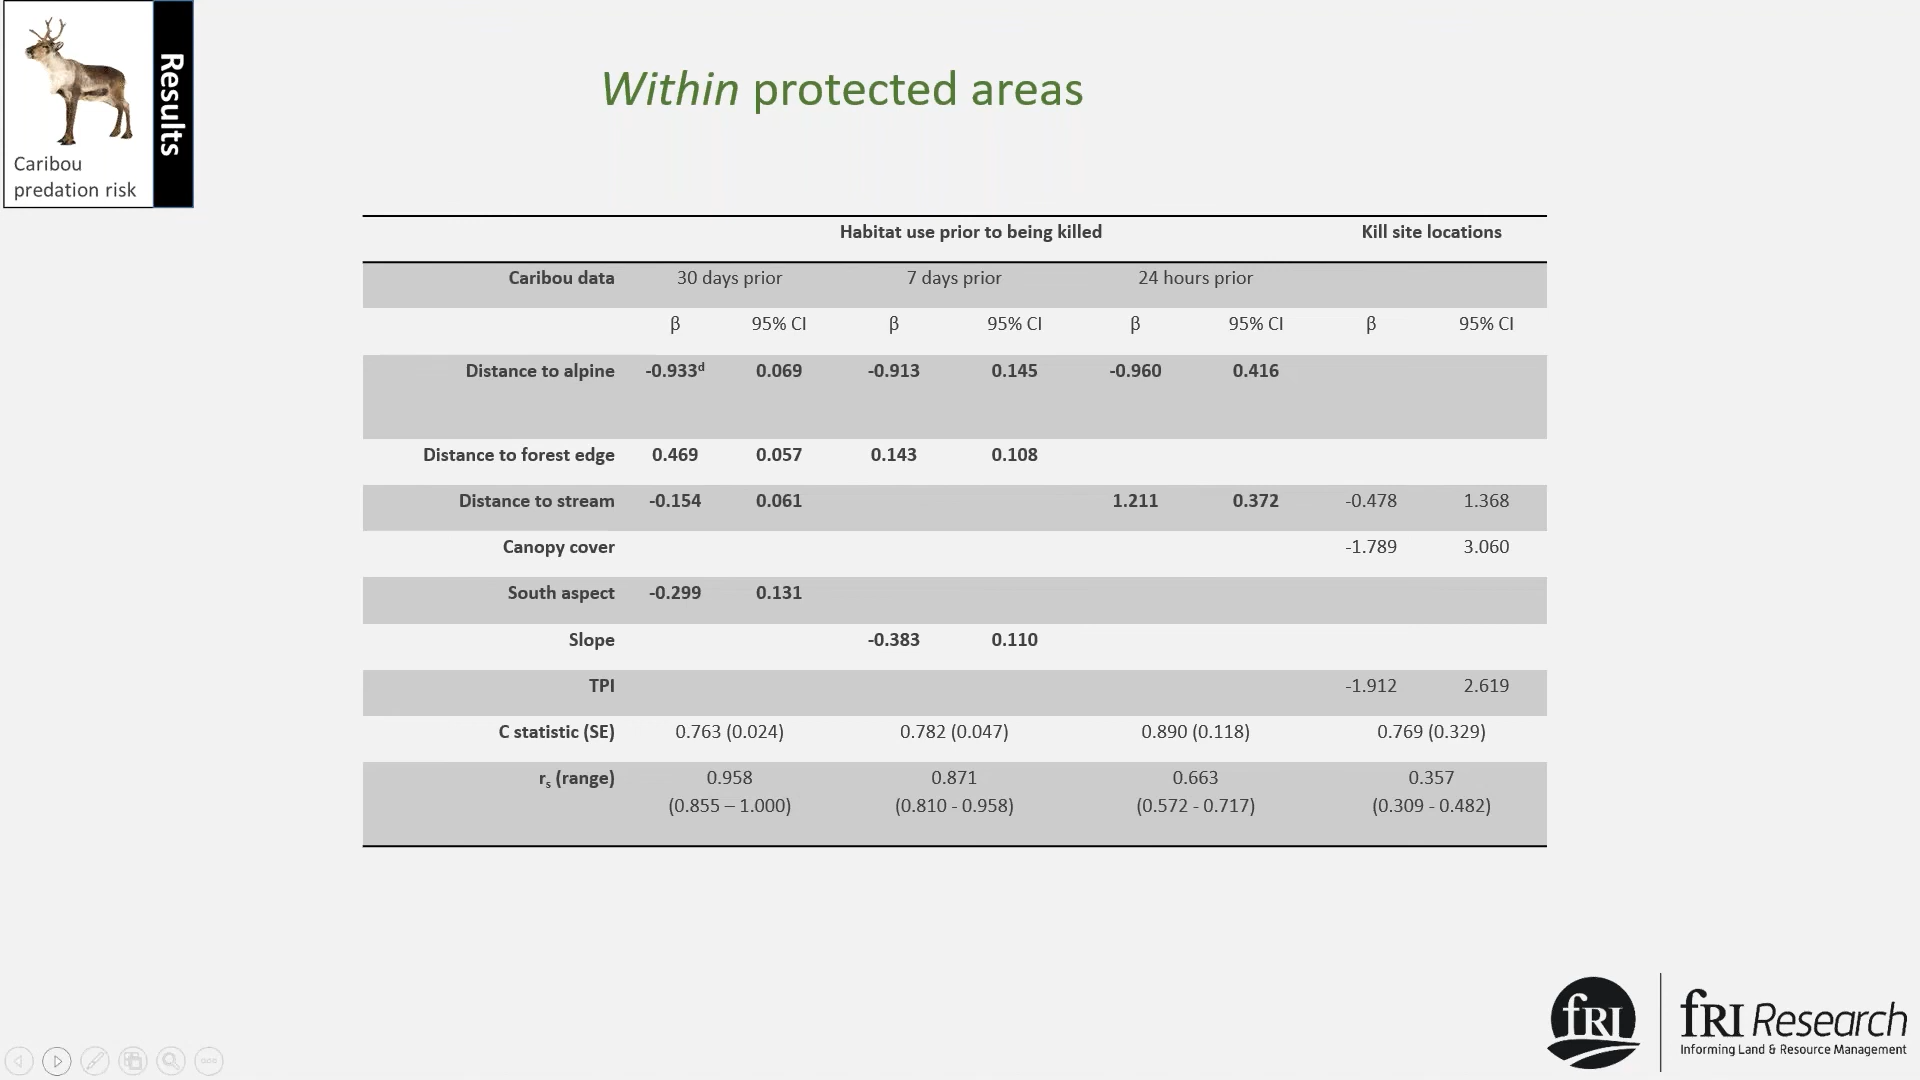 Results
Caribou
predation risk
Within protected areas
Habitat use prior to being killed Kill site locations
Caribou data 30 days prior 7 days prior 24 hours prior
β 95% CI β 95% CI β 95% CI β 95% CI
Distance to alpine -0.933ᵈ 0.069 -0.913 0.145 -0.960 0.416
Distance to forest edge 0.469 0.057 0.143 0.108
Distance to stream -0.154 0.061 1.211 0.372 -0.478 1.368
Canopy cover -1.789 3.060
South aspect -0.299 0.131
Slope -0.383 0.110
TPI -1.912 2.619
C statistic (SE) 0.763 (0.024) 0.782 (0.047) 0.890 (0.118) 0.769 (0.329)
rₛ (range) 0.958 0.871 0.663 0.357
(0.855 – 1.000) (0.810 - 0.958) (0.572 - 0.717) (0.309 - 0.482)
fRI
fRI Research
Informing Land & Resource Management